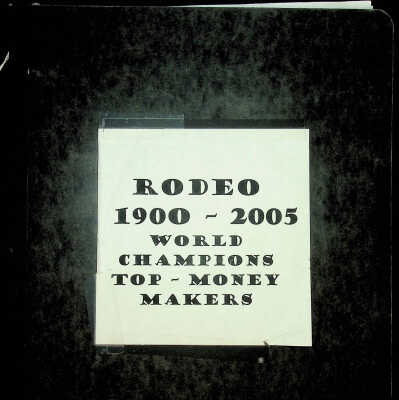 RODEO
1900 ~ 2005
WORLD
CHAMPIONS
TOP ~ MONEY
MAKERS